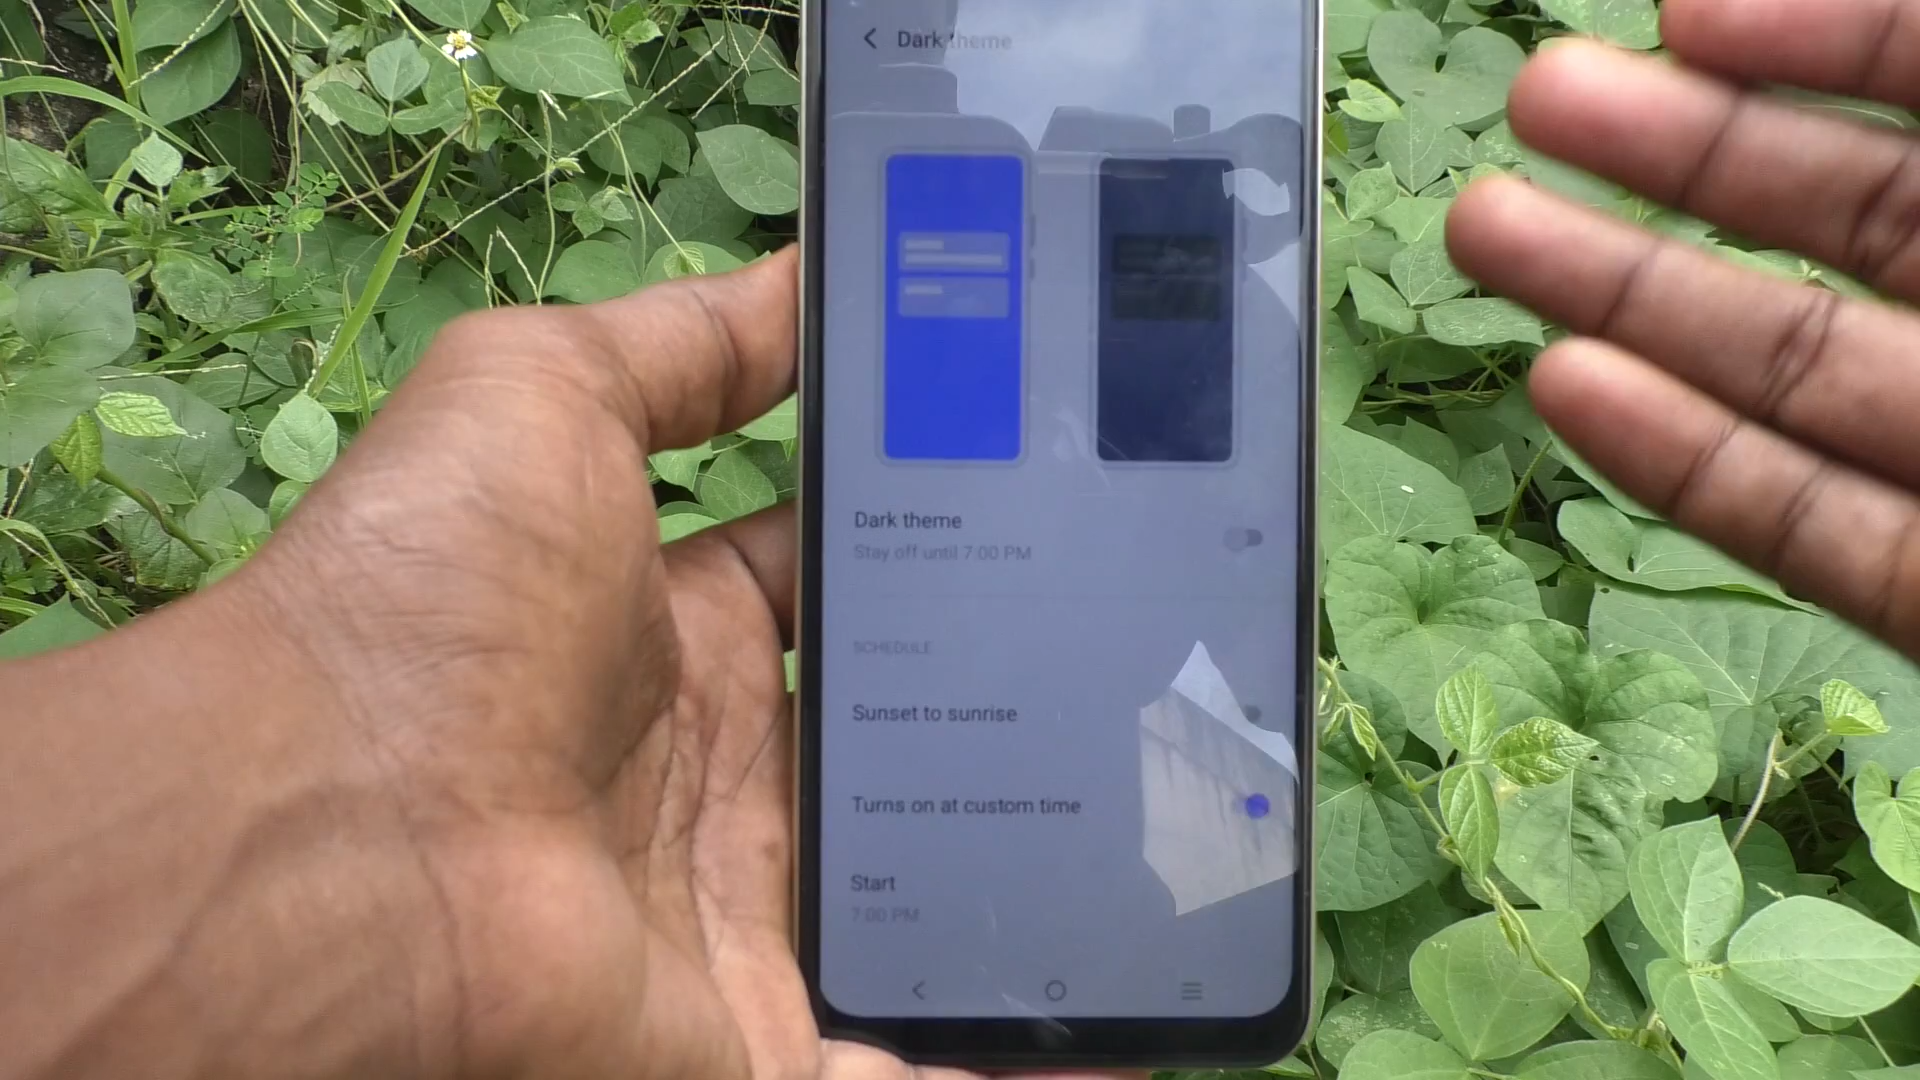 Dark theme
Dark theme
Stay off until 7:00 PM
SCHEDULE
Sunset to sunrise
Turns on at custom time
Start
7:00 PM